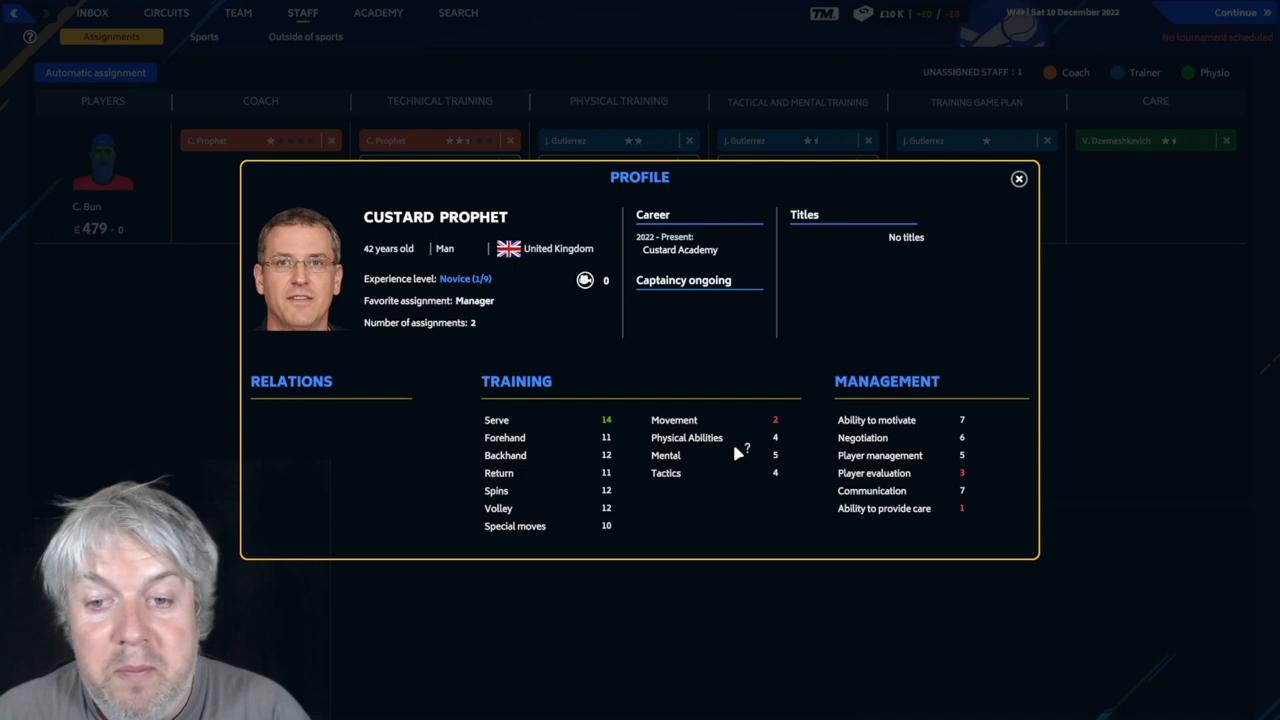 INBOX CIRCUITS TEAM STAFF ACADEMY SEARCH TM. £10 K | +£0 / -£0 W49 | Sat 10 December 2022 Continue
Assignments Sports Outside of sports No tournament scheduled
Automatic assignment UNASSIGNED STAFF : 1 Coach Trainer Physio
PLAYERS COACH TECHNICAL TRAINING PHYSICAL TRAINING TACTICAL AND MENTAL TRAINING TRAINING GAME PLAN CARE
C. Prophet C. Prophet J. Gutierrez J. Gutierrez J. Gutierrez V. Dzemeshkevich
C. Bun
479 - 0
PROFILE
CUSTARD PROPHET
42 years old | Man | United Kingdom
Experience level: Novice (1/9) 0
Favorite assignment: Manager
Number of assignments: 2
Career
2022 - Present:
Custard Academy
Captaincy ongoing
Titles
No titles
RELATIONS
TRAINING
Serve 14
Forehand 11
Backhand 12
Return 11
Spins 12
Volley 12
Special moves 10
Movement 2
Physical Abilities 4
Mental 5
Tactics 4
MANAGEMENT
Ability to motivate 7
Negotiation 6
Player management 5
Player evaluation 3
Communication 7
Ability to provide care 1